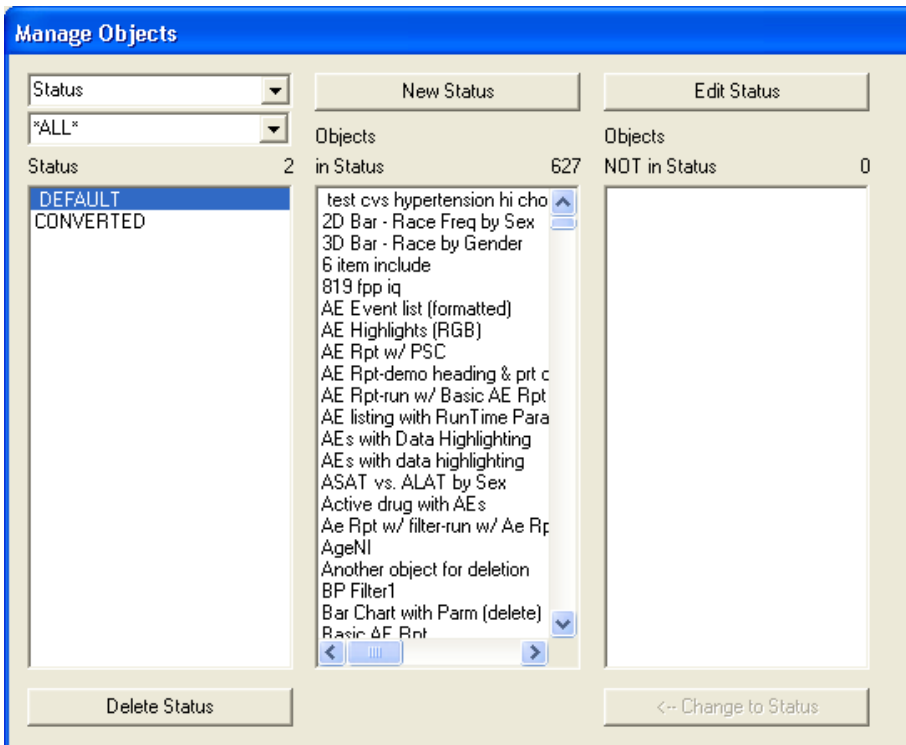 Manage Objects
Status
New Status
Edit Status
*ALL*
Objects
Objects
Status 2
in Status 627
NOT in Status 0
DEFAULT
CONVERTED
test cvs hypertension hi cho
2D Bar - Race Freq by Sex
3D Bar - Race by Gender
6 item include
819 fpp iq
AE Event list (formatted)
AE Highlights (RGB)
AE Rpt w/ PSC
AE Rpt-demo heading & prt c
AE Rpt-run w/ Basic AE Rpt
AE listing with RunTime Para
AEs with Data Highlighting
AEs with data highlighting
ASAT vs. ALAT by Sex
Active drug with AEs
Ae Rpt w/ filter-run w/ Ae Rp
AgeNI
Another object for deletion
BP Filter1
Bar Chart with Parm (delete)
Basic AE Rpt
Delete Status
<-- Change to Status